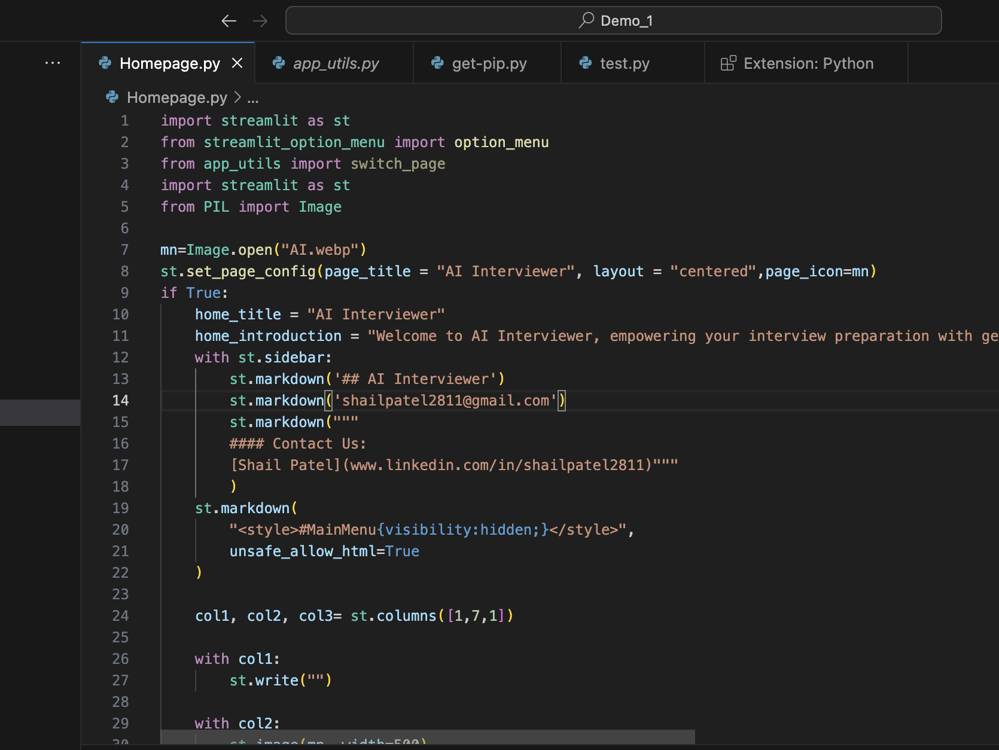 Demo_1
Homepage.py
app_utils.py
get-pip.py
test.py
Extension: Python
Homepage.py > ...
1 import streamlit as st
2 from streamlit_option_menu import option_menu
3 from app_utils import switch_page
4 import streamlit as st
5 from PIL import Image
6
7 mn=Image.open("AI.webp")
8 st.set_page_config(page_title = "AI Interviewer", layout = "centered",page_icon=mn)
9 if True:
10     home_title = "AI Interviewer"
11     home_introduction = "Welcome to AI Interviewer, empowering your interview preparation with ge
12     with st.sidebar:
13         st.markdown('## AI Interviewer')
14         st.markdown('shailpatel2811@gmail.com')
15         st.markdown("""
16         #### Contact Us:
17         [Shail Patel](www.linkedin.com/in/shailpatel2811)"""
18         )
19     st.markdown(
20         "<style>#MainMenu{visibility:hidden;}</style>",
21         unsafe_allow_html=True
22     )
23
24     col1, col2, col3= st.columns([1,7,1])
25
26     with col1:
27         st.write("")
28
29     with col2:
30         st.image(mn, width=500)